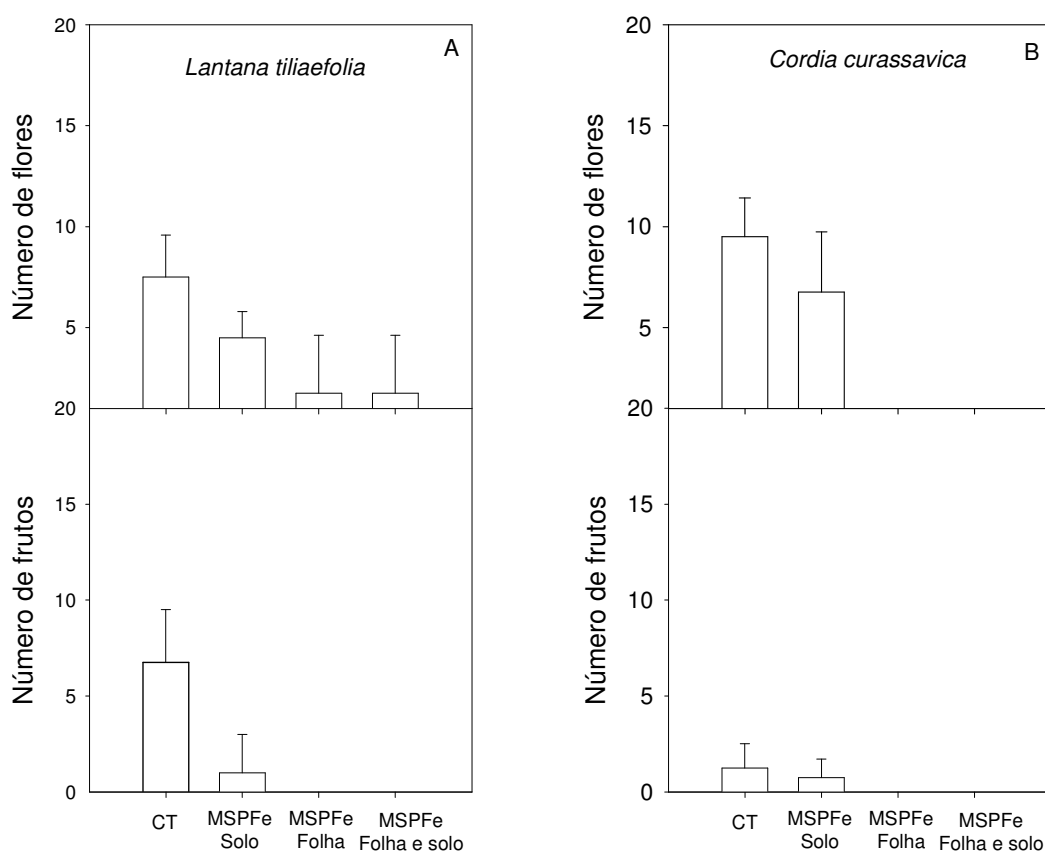 A
Lantana tiliaefolia
Número de flores
20
15
10
5
Número de frutos
20
15
10
5
0
CT
MSPFe
Solo
MSPFe
Folha
MSPFe
Folha e solo
B
Cordia curassavica
Número de flores
20
15
10
5
Número de frutos
20
15
10
5
0
CT
MSPFe
Solo
MSPFe
Folha
MSPFe
Folha e solo